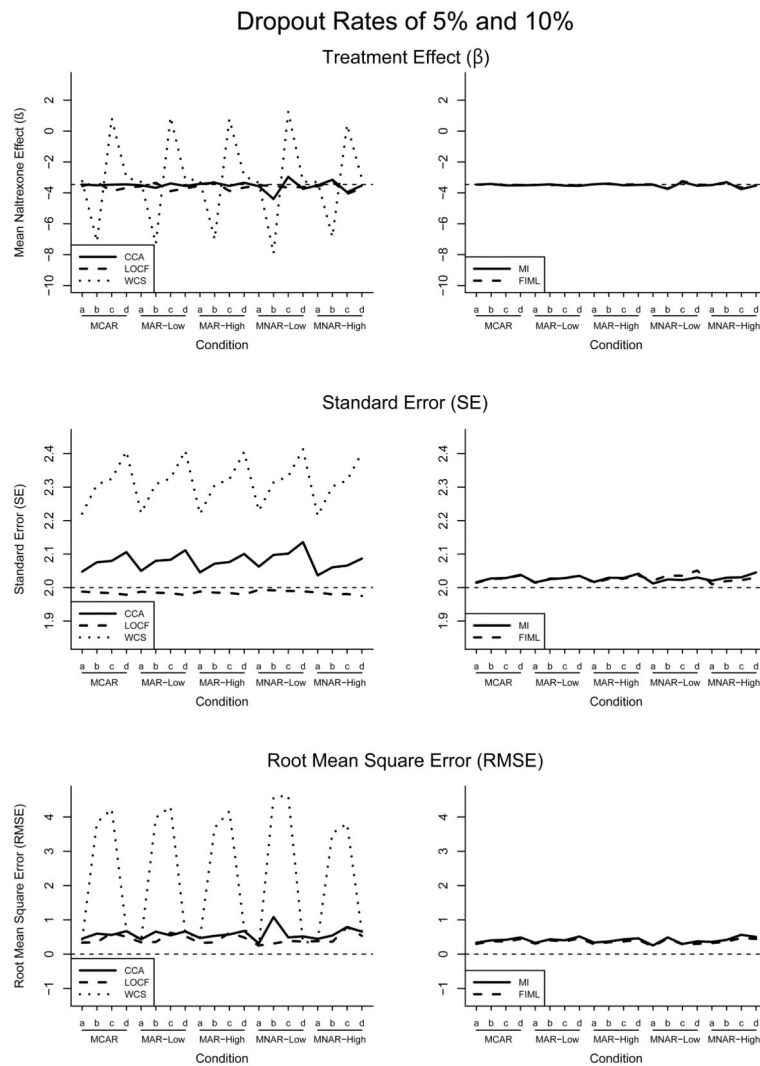 Dropout Rates of 5% and 10%
Treatment Effect (β)
Mean Naltrexone Effect (ß)
2
0
−2
−4
−6
−8
−10
CCA
LOCF
WCS
a b c d a b c d a b c d a b c d a b c d
MCAR MAR−Low MAR−High MNAR−Low MNAR−High
Condition
2
0
−2
−4
−6
−8
−10
MI
FIML
a b c d a b c d a b c d a b c d a b c d
MCAR MAR−Low MAR−High MNAR−Low MNAR−High
Condition
Standard Error (SE)
Standard Error (SE)
2.4
2.3
2.2
2.1
2.0
1.9
CCA
LOCF
WCS
a b c d a b c d a b c d a b c d a b c d
MCAR MAR−Low MAR−High MNAR−Low MNAR−High
Condition
2.4
2.3
2.2
2.1
2.0
1.9
MI
FIML
a b c d a b c d a b c d a b c d a b c d
MCAR MAR−Low MAR−High MNAR−Low MNAR−High
Condition
Root Mean Square Error (RMSE)
Root Mean Square Error (RMSE)
4
3
2
1
0
−1
CCA
LOCF
WCS
a b c d a b c d a b c d a b c d a b c d
MCAR MAR−Low MAR−High MNAR−Low MNAR−High
Condition
4
3
2
1
0
−1
MI
FIML
a b c d a b c d a b c d a b c d a b c d
MCAR MAR−Low MAR−High MNAR−Low MNAR−High
Condition